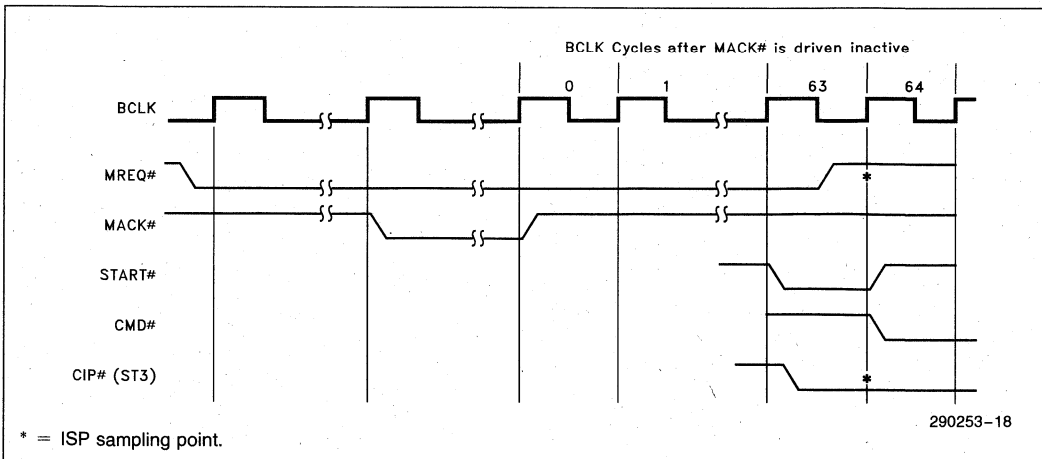 BCLK Cycles after MACK# is driven inactive
0 1 63 64
BCLK
MREQ#
*
MACK#
START#
CMD#
CIP# (ST3)
*
290253-18
* = ISP sampling point.